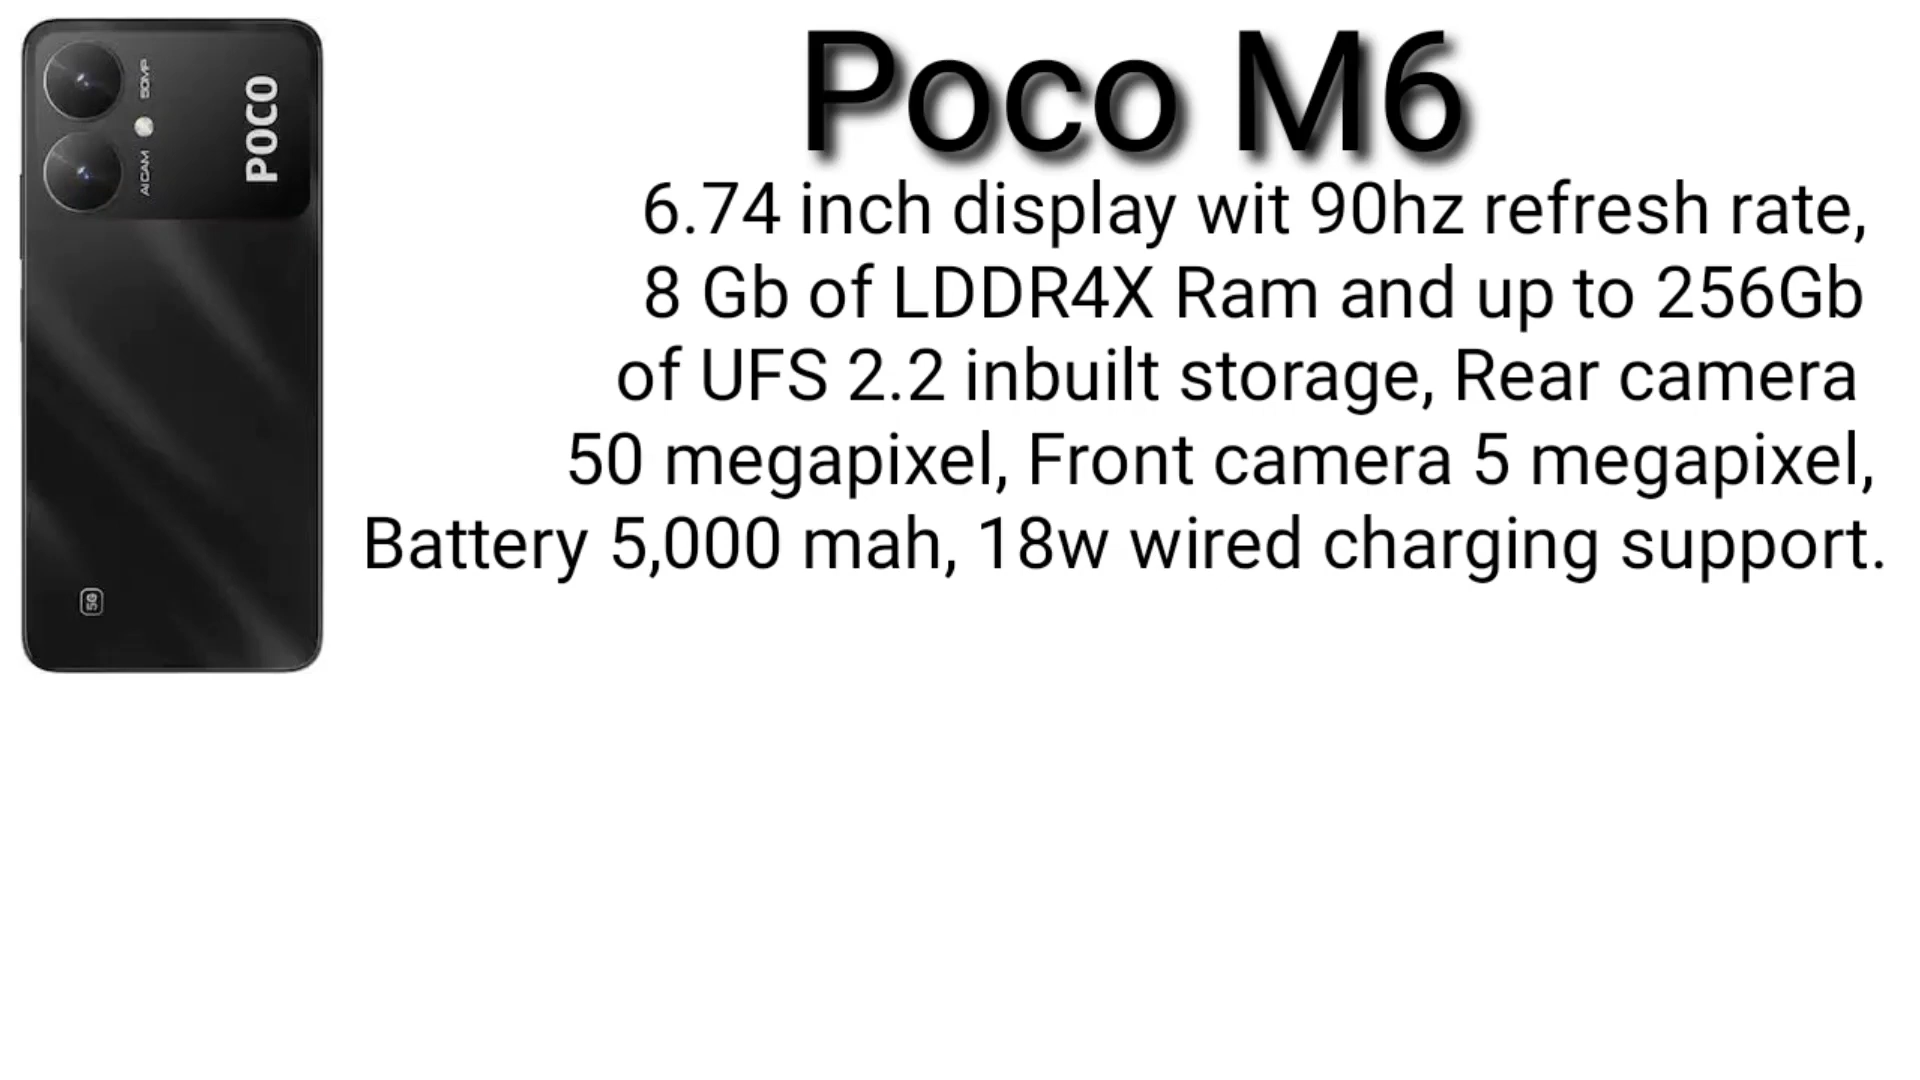 50MP
AI CAM
POCO
5G
Poco M6
6.74 inch display wit 90hz refresh rate,
8 Gb of LDDR4X Ram and up to 256Gb
of UFS 2.2 inbuilt storage, Rear camera
50 megapixel, Front camera 5 megapixel,
Battery 5,000 mah, 18w wired charging support.